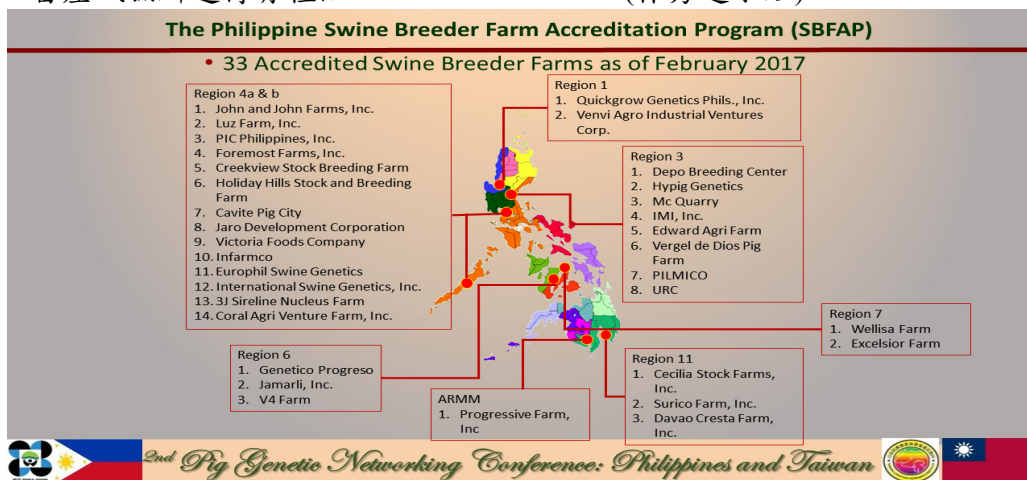 The Philippine Swine Breeder Farm Accreditation Program (SBFAP)
• 33 Accredited Swine Breeder Farms as of February 2017
Region 4a & b
1. John and John Farms, Inc.
2. Luz Farm, Inc.
3. PIC Philippines, Inc.
4. Foremost Farms, Inc.
5. Creekview Stock Breeding Farm
6. Holiday Hills Stock and Breeding
Farm
7. Cavite Pig City
8. Jaro Development Corporation
9. Victoria Foods Company
10. Infarmco
11. Europhil Swine Genetics
12. International Swine Genetics, Inc.
13. 3J Sireline Nucleus Farm
14. Coral Agri Venture Farm, Inc.
Region 1
1. Quickgrow Genetics Phils., Inc.
2. Venvi Agro Industrial Ventures
Corp.
Region 3
1. Depo Breeding Center
2. Hypig Genetics
3. Mc Quarry
4. IMI, Inc.
5. Edward Agri Farm
6. Vergel de Dios Pig
Farm
7. PILMICO
8. URC
Region 7
1. Wellisa Farm
2. Excelsior Farm
Region 6
1. Genetico Progreso
2. Jamarli, Inc.
3. V4 Farm
ARMM
1. Progressive Farm,
Inc
Region 11
1. Cecilia Stock Farms,
Inc.
2. Surico Farm, Inc.
3. Davao Cresta Farm,
Inc.
2nd Pig Genetic Networking Conference: Philippines and Taiwan